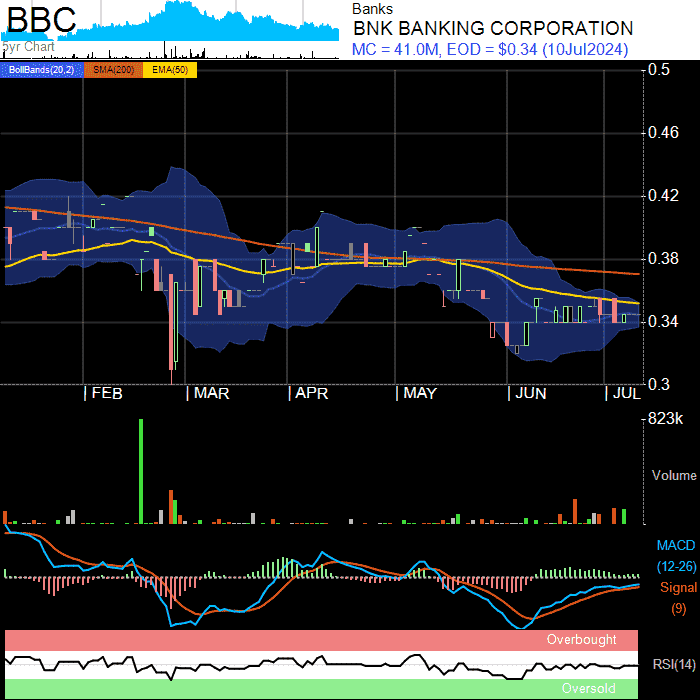 BBC
5yr Chart
Banks
BNK BANKING CORPORATION
MC = 41.0M, EOD = $0.34 (10Jul2024)
BollBands(20,2) SMA(200) EMA(50)
0.5
0.46
0.42
0.38
0.34
0.3
FEB MAR APR MAY JUN JUL
823k
Volume
MACD
(12-26)
Signal
(9)
Overbought
RSI(14)
Oversold